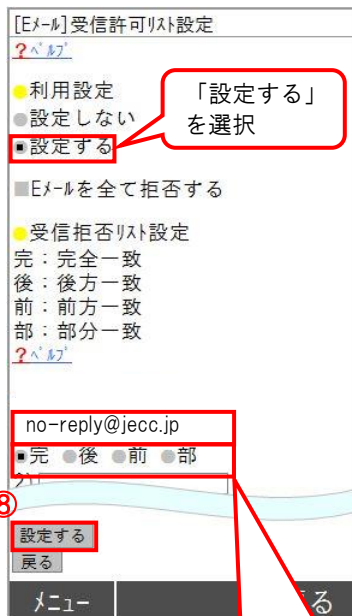 [Eﾒｰﾙ]受信許可ﾘｽﾄ設定
?ﾍﾙﾌﾟ
利用設定
設定しない
設定する
「設定する」
を選択
Eﾒｰﾙを全て拒否する
受信拒否ﾘｽﾄ設定
完：完全一致
後：後方一致
前：前方一致
部：部分一致
?ﾍﾙﾌﾟ
no-reply@jecc.jp
完 後 前 部
⑧
設定する
戻る
ﾒﾆｭｰ